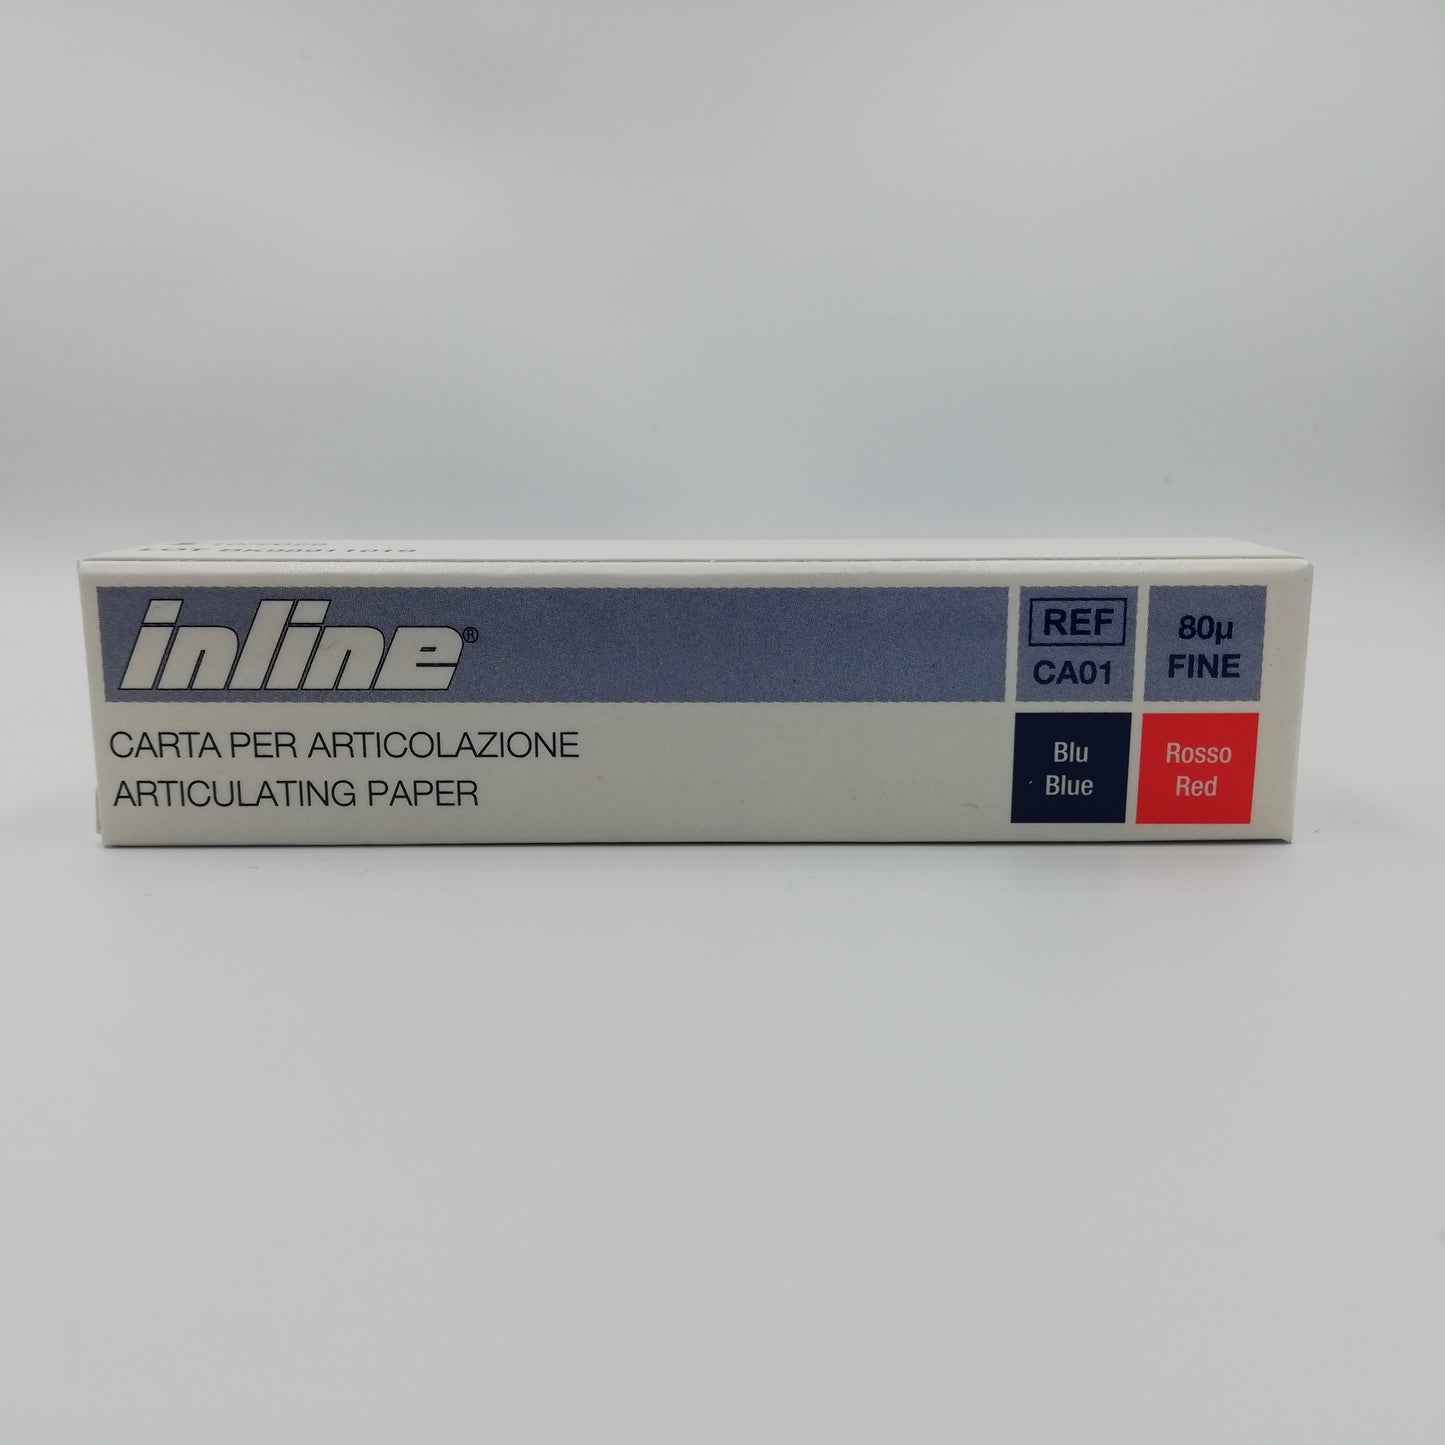 inline®
CARTA PER ARTICOLAZIONE
ARTICULATING PAPER
REF
CA01
80µ
FINE
Blu
Blue
Rosso
Red